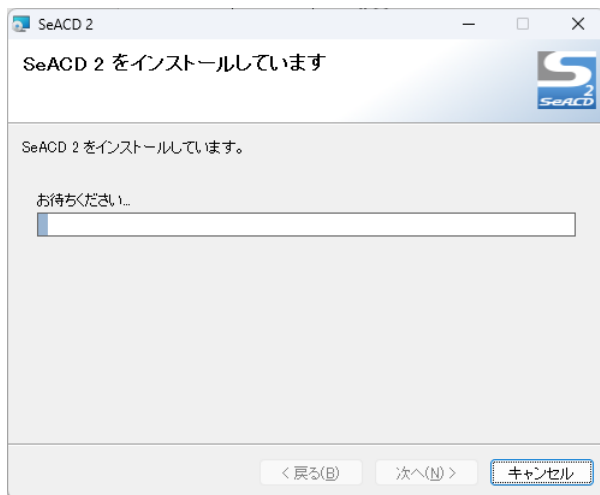 SeACD 2
SeACD 2 をインストールしています
S
2
SeACD
SeACD 2 をインストールしています。
お待ちください...
< 戻る(B)
次へ(N) >
キャンセル